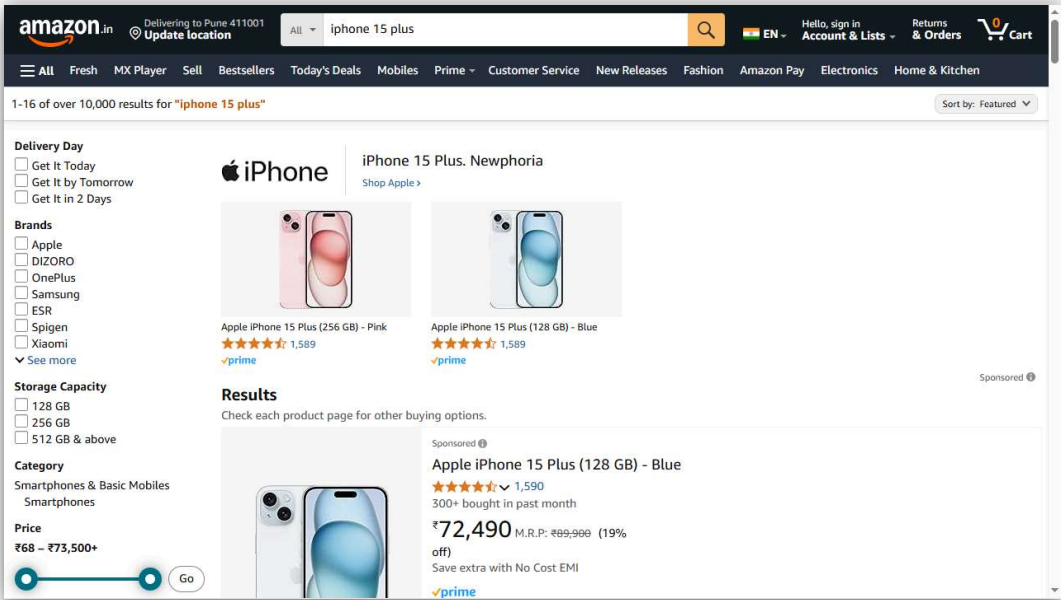 amazon.in
Delivering to Pune 411001
Update location
All
iphone 15 plus
EN
Hello, sign in
Account & Lists
Returns
& Orders
0
Cart
All
Fresh
MX Player
Sell
Bestsellers
Today's Deals
Mobiles
Prime
Customer Service
New Releases
Fashion
Amazon Pay
Electronics
Home & Kitchen
1-16 of over 10,000 results for "iphone 15 plus"
Sort by: Featured
Delivery Day
Get It Today
Get It by Tomorrow
Get It in 2 Days
Brands
Apple
DIZORO
OnePlus
Samsung
ESR
Spigen
Xiaomi
See more
Storage Capacity
128 GB
256 GB
512 GB & above
Category
Smartphones & Basic Mobiles
Smartphones
Price
₹68 – ₹73,500+
Go
iPhone
iPhone 15 Plus. Newphoria
Shop Apple ›
Apple iPhone 15 Plus (256 GB) - Pink
1,589
prime
Apple iPhone 15 Plus (128 GB) - Blue
1,589
prime
Sponsored
Results
Check each product page for other buying options.
Sponsored
Apple iPhone 15 Plus (128 GB) - Blue
1,590
300+ bought in past month
₹72,490 M.R.P: ₹89,900 (19%
off)
Save extra with No Cost EMI
prime